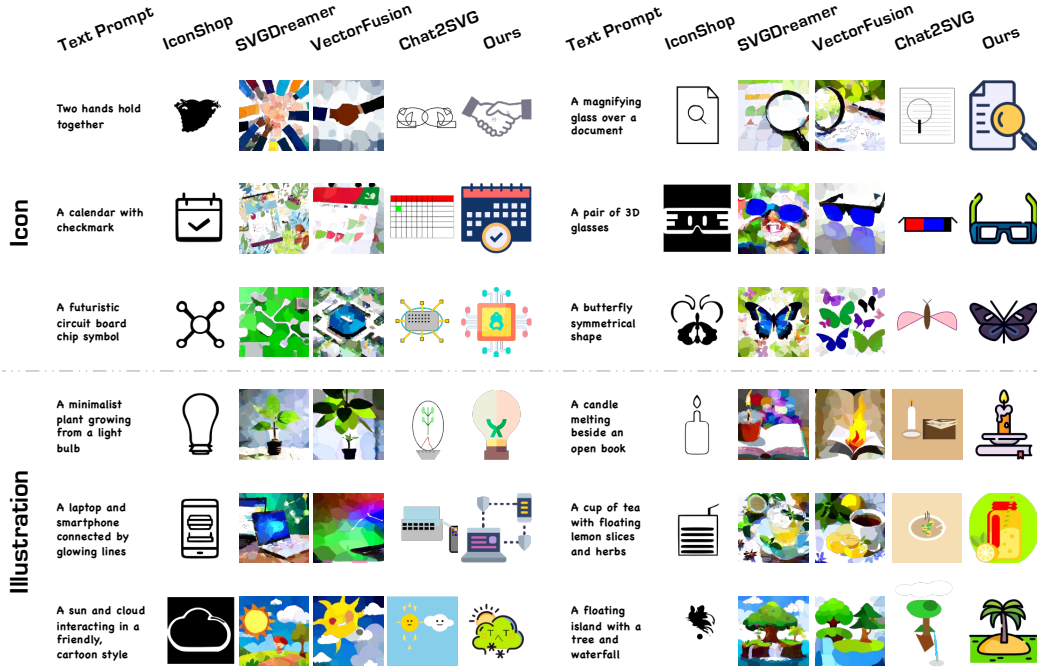 Text Prompt IconShop SVGDreamer VectorFusion Chat2SVG Ours Text Prompt IconShop SVGDreamer VectorFusion Chat2SVG Ours
Icon
Two hands hold
together
A magnifying
glass over a
document
A calendar with
checkmark
A pair of 3D
glasses
A futuristic
circuit board
chip symbol
A butterfly
symmetrical
shape
Illustration
A minimalist
plant growing
from a light
bulb
A candle
melting
beside an
open book
A laptop and
smartphone
connected by
glowing lines
A cup of tea
with floating
lemon slices
and herbs
A sun and cloud
interacting in a
friendly,
cartoon style
A floating
island with a
tree and
waterfall